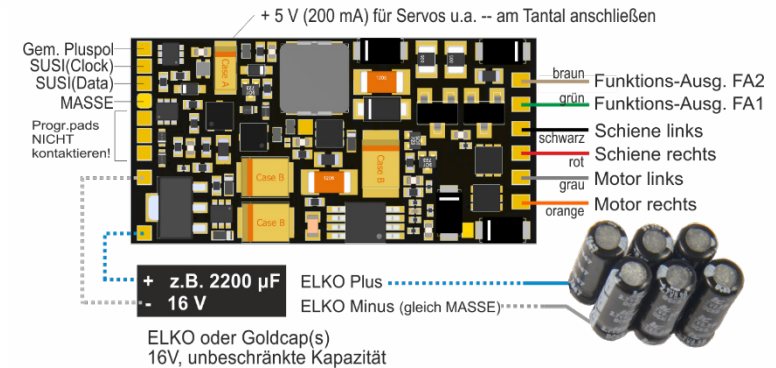 + 5 V (200 mA) für Servos u.a. -- am Tantal anschließen
Gem. Pluspol
SUSI(Clock)
SUSI(Data)
MASSE
Progr.pads
NICHT
kontaktieren!
Case A
Case B
Case B
Case B
braun
Funktions-Ausg. FA2
grün
Funktions-Ausg. FA1
schwarz
Schiene links
rot
Schiene rechts
grau
Motor links
orange
Motor rechts
+ z.B. 2200 µF
- 16 V
ELKO Plus
ELKO Minus (gleich MASSE)
ELKO oder Goldcap(s)
16V, unbeschränkte Kapazität